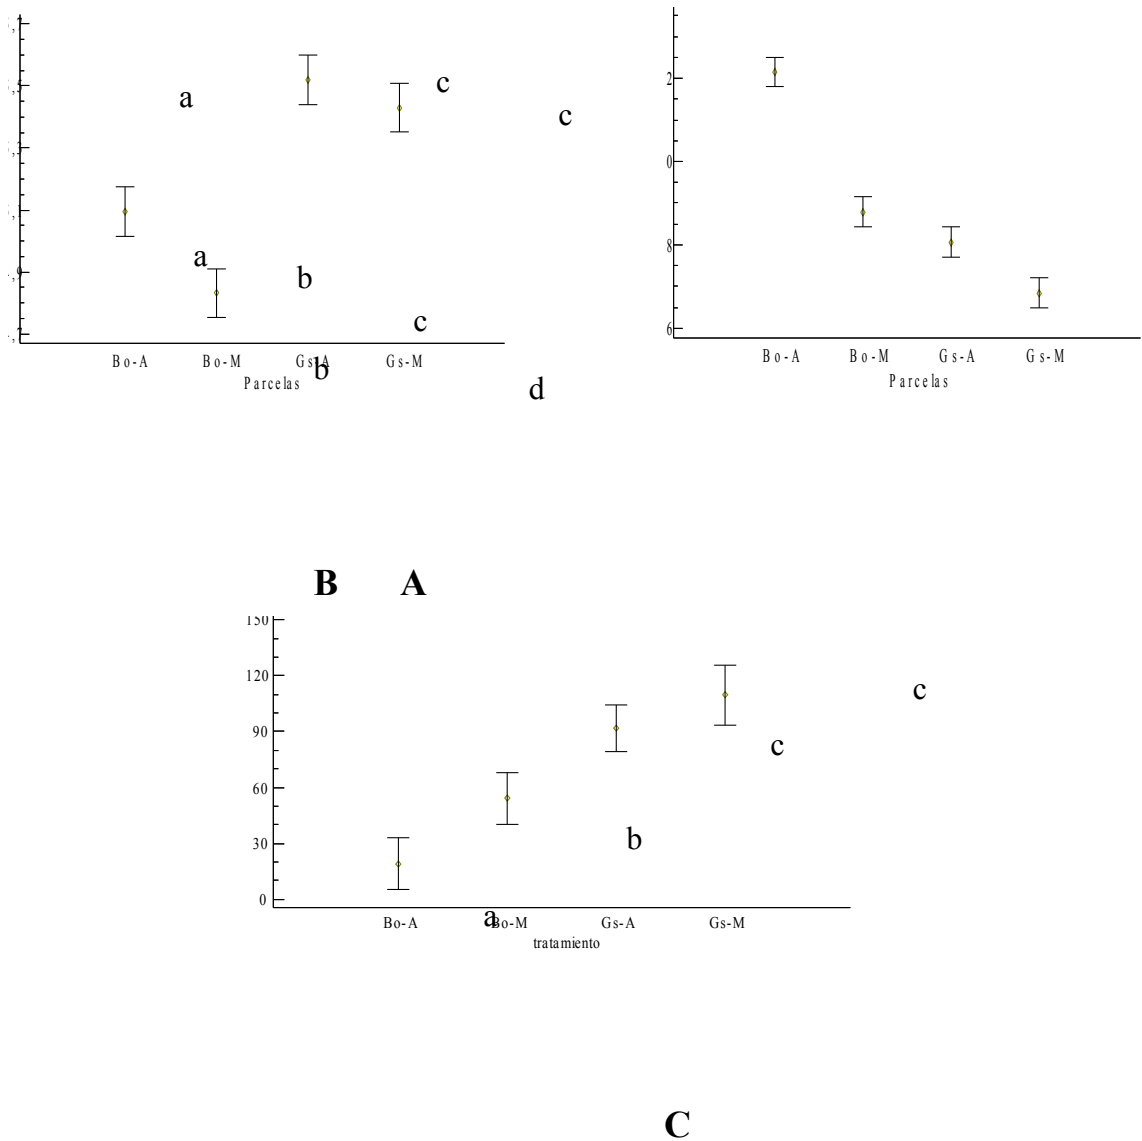 a
c
c
2
0
8
6
a
b
c
Bo-A Bo-M Gs-A Gs-M
Parcelas
b
d
Bo-A Bo-M Gs-A Gs-M
Parcelas
B A
150
120
90
60
30
0
c
c
b
a
Bo-A Bo-M Gs-A Gs-M
tratamiento
C